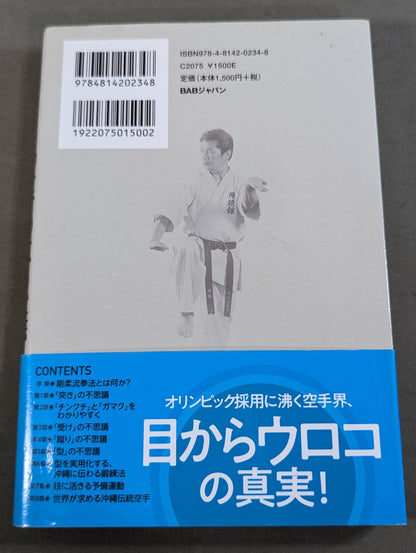 ISBN978-4-8142-0234-8
C2075 ¥1500E
定価(本体1,500円+税)
BABジャパン
9784814202348
1922075015002
CONTENTS
序 章● 剛柔流拳法とは何か?
第1章●「突き」の不思議
第2章●「チンクチ」と「ガマク」を
わかりやすく
第3章●「受け」の不思議
第4章●「蹴り」の不思議
第5章●「型」の不思議
第6章● 型を実用化する、
沖縄に伝わる鍛錬法
第7章● 技に活きる予備運動
第8章● 世界が求める沖縄伝統空手
オリンピック採用に沸く空手界、
目からウロコ
の真実!